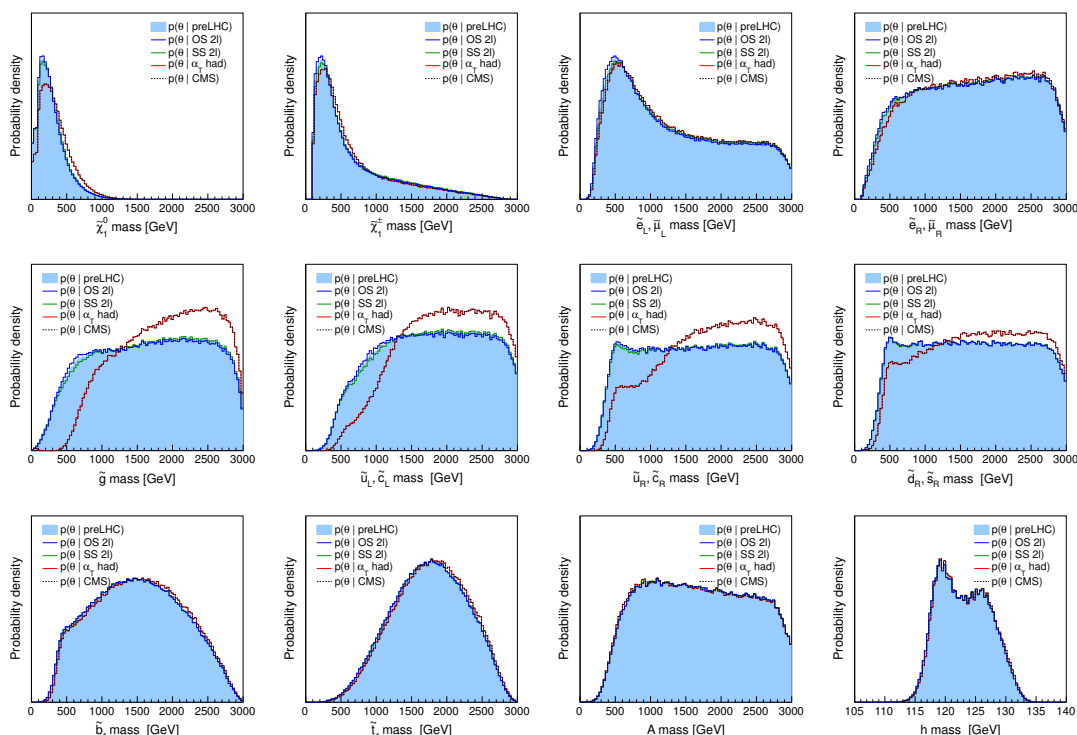 Probability density
p(θ | preLHC)
p(θ | OS 2l)
p(θ | SS 2l)
p(θ | α_T had)
p(θ | CMS)
0 500 1000 1500 2000 2500 3000
χ̃⁰₁ mass [GeV]
Probability density
p(θ | preLHC)
p(θ | OS 2l)
p(θ | SS 2l)
p(θ | α_T had)
p(θ | CMS)
0 500 1000 1500 2000 2500 3000
χ̃±₁ mass [GeV]
Probability density
p(θ | preLHC)
p(θ | OS 2l)
p(θ | SS 2l)
p(θ | α_T had)
p(θ | CMS)
0 500 1000 1500 2000 2500 3000
ẽ_L, μ̃_L mass [GeV]
Probability density
p(θ | preLHC)
p(θ | OS 2l)
p(θ | SS 2l)
p(θ | α_T had)
p(θ | CMS)
0 500 1000 1500 2000 2500 3000
ẽ_R, μ̃_R mass [GeV]
Probability density
p(θ | preLHC)
p(θ | OS 2l)
p(θ | SS 2l)
p(θ | α_T had)
p(θ | CMS)
0 500 1000 1500 2000 2500 3000
g̃ mass [GeV]
Probability density
p(θ | preLHC)
p(θ | OS 2l)
p(θ | SS 2l)
p(θ | α_T had)
p(θ | CMS)
0 500 1000 1500 2000 2500 3000
ũ_L, c̃_L mass [GeV]
Probability density
p(θ | preLHC)
p(θ | OS 2l)
p(θ | SS 2l)
p(θ | α_T had)
p(θ | CMS)
0 500 1000 1500 2000 2500 3000
ũ_R, c̃_R mass [GeV]
Probability density
p(θ | preLHC)
p(θ | OS 2l)
p(θ | SS 2l)
p(θ | α_T had)
p(θ | CMS)
0 500 1000 1500 2000 2500 3000
d̃_R, s̃_R mass [GeV]
Probability density
p(θ | preLHC)
p(θ | OS 2l)
p(θ | SS 2l)
p(θ | α_T had)
p(θ | CMS)
0 500 1000 1500 2000 2500 3000
b̃ mass [GeV]
Probability density
p(θ | preLHC)
p(θ | OS 2l)
p(θ | SS 2l)
p(θ | α_T had)
p(θ | CMS)
0 500 1000 1500 2000 2500 3000
t̃ mass [GeV]
Probability density
p(θ | preLHC)
p(θ | OS 2l)
p(θ | SS 2l)
p(θ | α_T had)
p(θ | CMS)
0 500 1000 1500 2000 2500 3000
A mass [GeV]
Probability density
p(θ | preLHC)
p(θ | OS 2l)
p(θ | SS 2l)
p(θ | α_T had)
p(θ | CMS)
105 110 115 120 125 130 135 140
h mass [GeV]